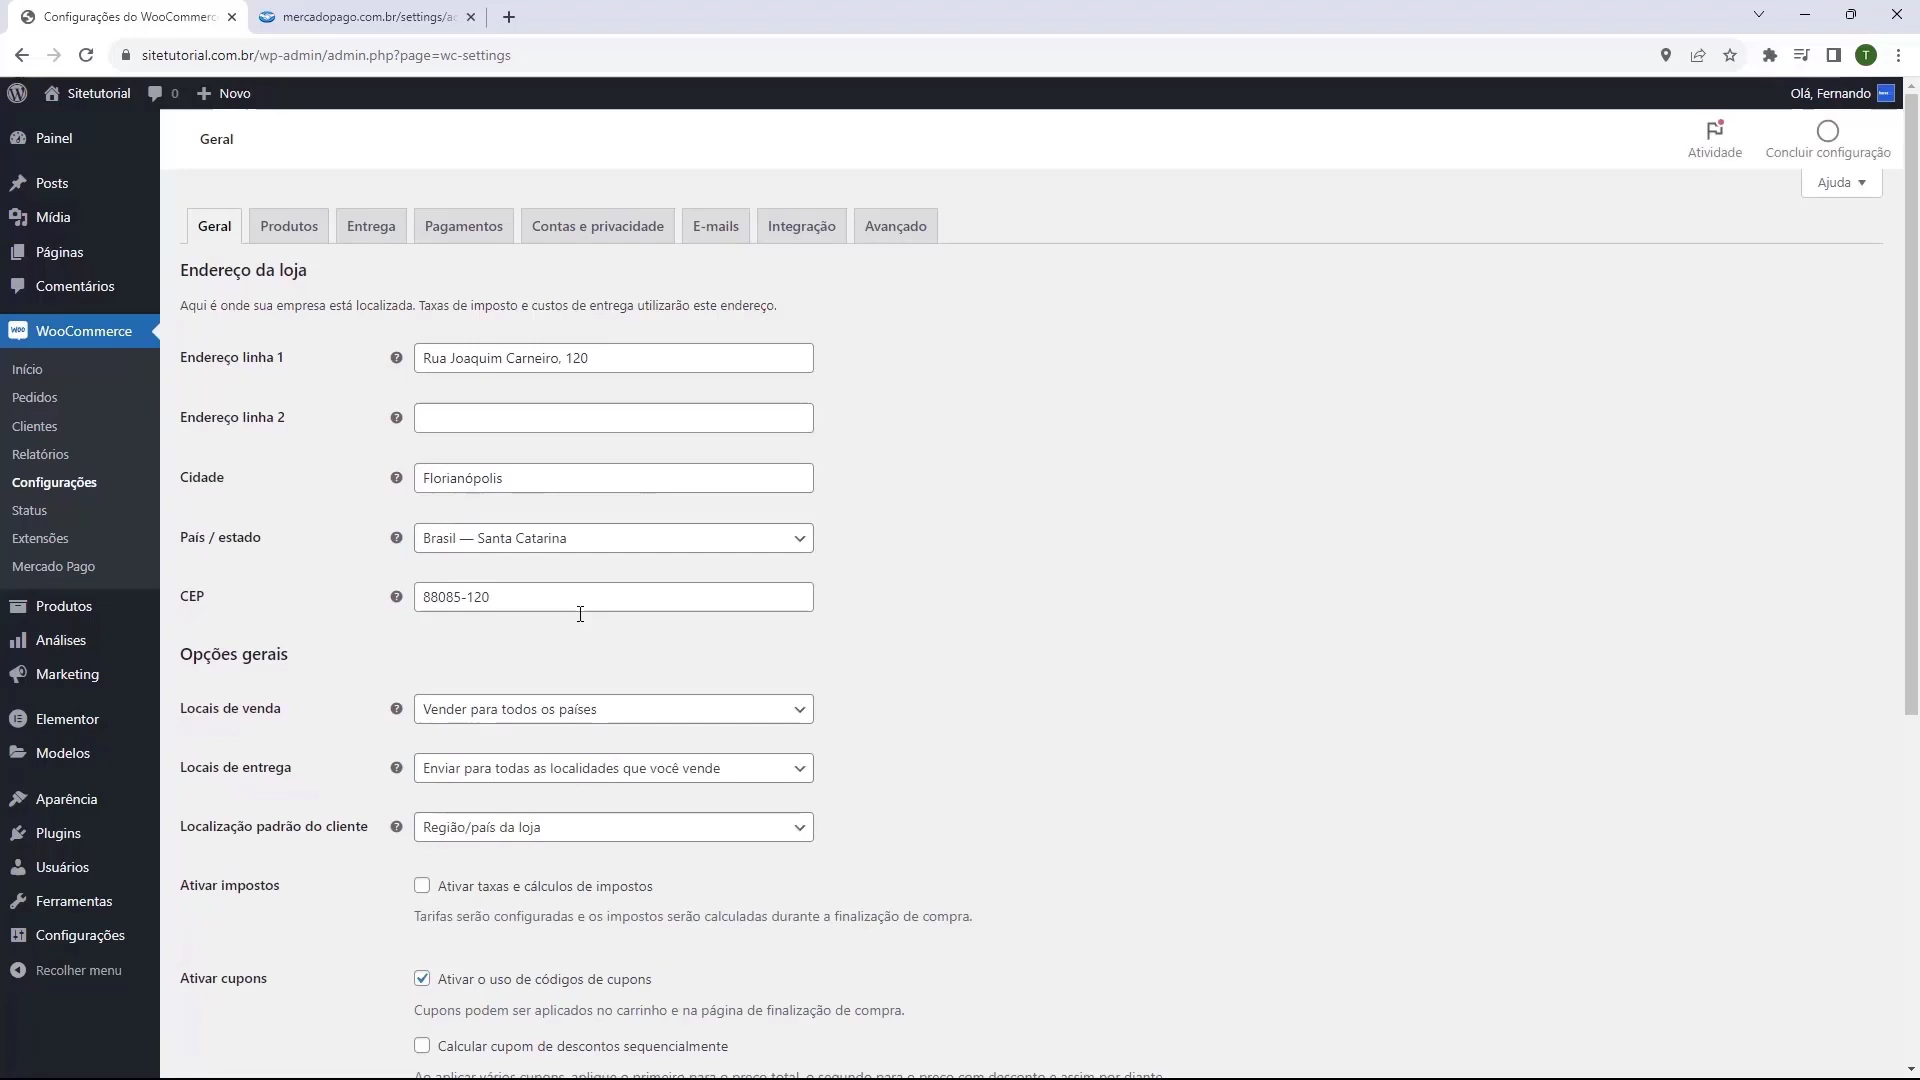 Configurações do WooCommerc
mercadopago.com.br/settings/ac
sitetutorial.com.br/wp-admin/admin.php?page=wc-settings
T
Sitetutorial
0
Novo
Olá, Fernando
Painel
Posts
Mídia
Páginas
Comentários
WooCommerce
Início
Pedidos
Clientes
Relatórios
Configurações
Status
Extensões
Mercado Pago
Produtos
Análises
Marketing
Elementor
Modelos
Aparência
Plugins
Usuários
Ferramentas
Configurações
Recolher menu
Geral
Atividade
Concluir configuração
Ajuda
Geral
Produtos
Entrega
Pagamentos
Contas e privacidade
E-mails
Integração
Avançado
Endereço da loja
Aqui é onde sua empresa está localizada. Taxas de imposto e custos de entrega utilizarão este endereço.
Endereço linha 1
Rua Joaquim Carneiro, 120
Endereço linha 2
Cidade
Florianópolis
País / estado
Brasil — Santa Catarina
CEP
88085-120
Opções gerais
Locais de venda
Vender para todos os países
Locais de entrega
Enviar para todas as localidades que você vende
Localização padrão do cliente
Região/país da loja
Ativar impostos
Ativar taxas e cálculos de impostos
Tarifas serão configuradas e os impostos serão calculadas durante a finalização de compra.
Ativar cupons
Ativar o uso de códigos de cupons
Cupons podem ser aplicados no carrinho e na página de finalização de compra.
Calcular cupom de descontos sequencialmente
Ao aplicar vários cupons, aplique o primeiro para o preço total, o segundo para o preço com desconto e assim por diante.